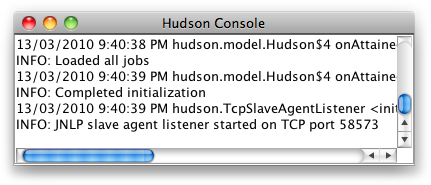 Hudson Console
13/03/2010 9:40:38 PM hudson.model.Hudson$4 onAttaine
INFO: Loaded all jobs
13/03/2010 9:40:39 PM hudson.model.Hudson$4 onAttaine
INFO: Completed initialization
13/03/2010 9:40:39 PM hudson.TcpSlaveAgentListener <init
INFO: JNLP slave agent listener started on TCP port 58573